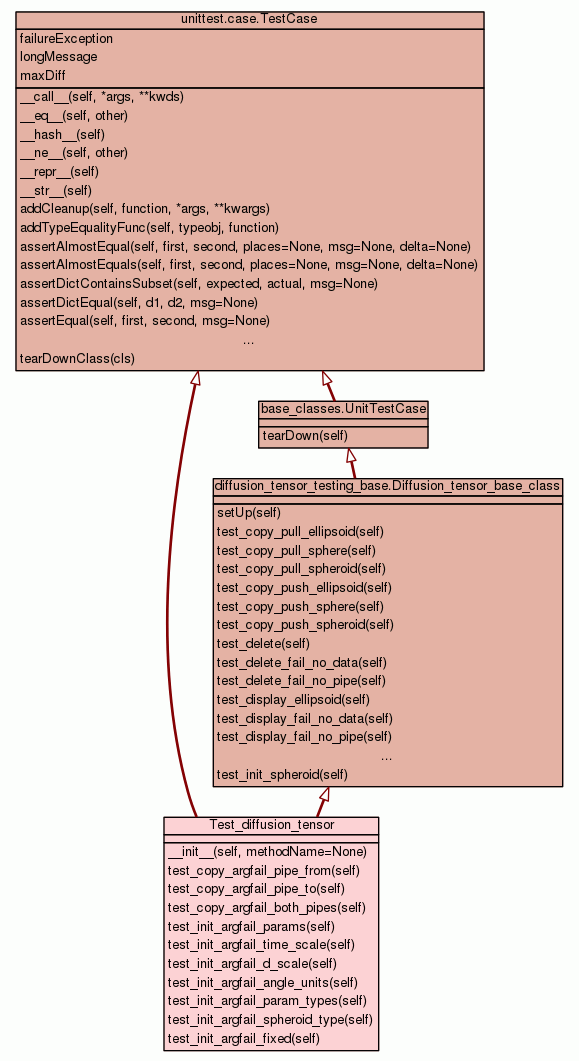 unittest.case.TestCase
failureException
longMessage
maxDiff
__call__(self, *args, **kwds)
__eq__(self, other)
__hash__(self)
__ne__(self, other)
__repr__(self)
__str__(self)
addCleanup(self, function, *args, **kwargs)
addTypeEqualityFunc(self, typeobj, function)
assertAlmostEqual(self, first, second, places=None, msg=None, delta=None)
assertAlmostEquals(self, first, second, places=None, msg=None, delta=None)
assertDictContainsSubset(self, expected, actual, msg=None)
assertDictEqual(self, d1, d2, msg=None)
assertEqual(self, first, second, msg=None)
...
tearDownClass(cls)
base_classes.UnitTestCase
tearDown(self)
diffusion_tensor_testing_base.Diffusion_tensor_base_class
setUp(self)
test_copy_pull_ellipsoid(self)
test_copy_pull_sphere(self)
test_copy_pull_spheroid(self)
test_copy_push_ellipsoid(self)
test_copy_push_sphere(self)
test_copy_push_spheroid(self)
test_delete(self)
test_delete_fail_no_data(self)
test_delete_fail_no_pipe(self)
test_display_ellipsoid(self)
test_display_fail_no_data(self)
test_display_fail_no_pipe(self)
...
test_init_spheroid(self)
Test_diffusion_tensor
__init__(self, methodName=None)
test_copy_argfail_pipe_from(self)
test_copy_argfail_pipe_to(self)
test_copy_argfail_both_pipes(self)
test_init_argfail_params(self)
test_init_argfail_time_scale(self)
test_init_argfail_d_scale(self)
test_init_argfail_angle_units(self)
test_init_argfail_param_types(self)
test_init_argfail_spheroid_type(self)
test_init_argfail_fixed(self)